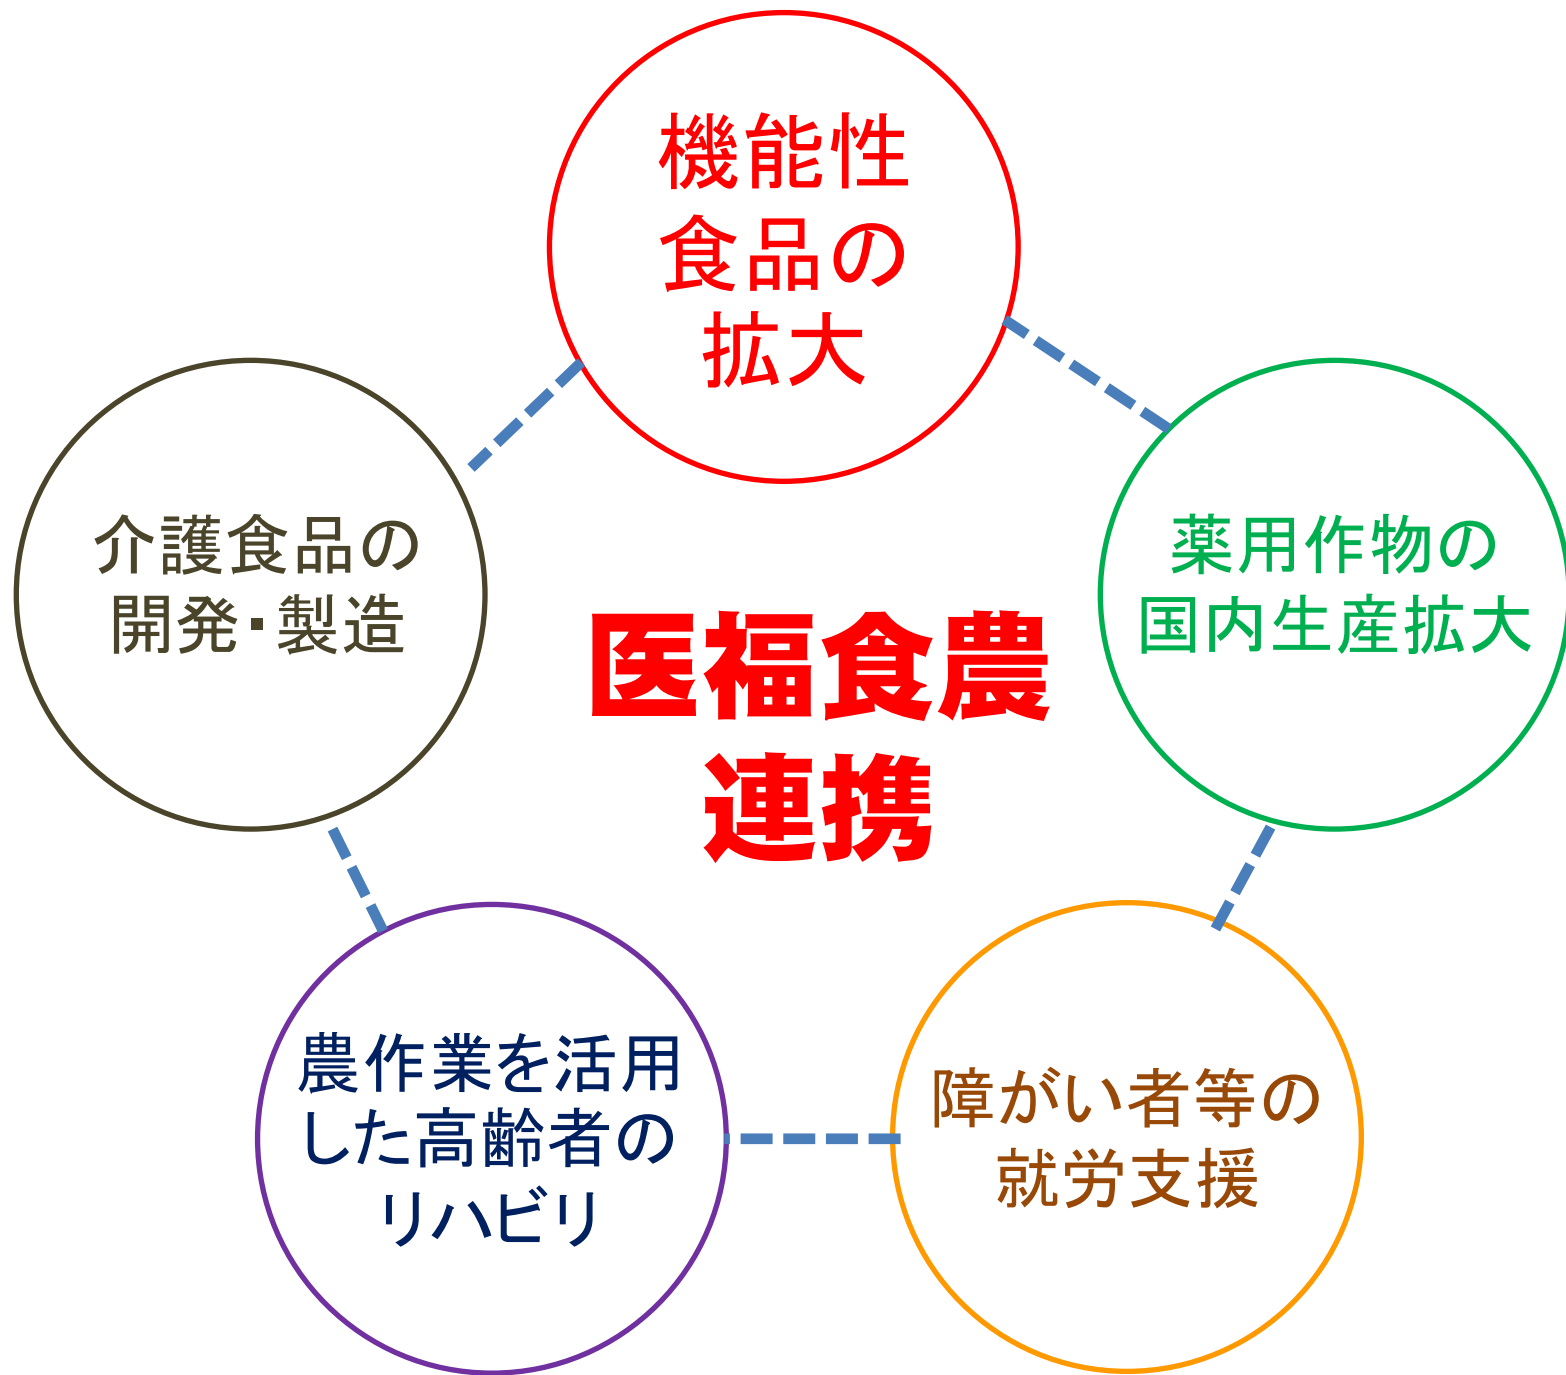 機能性
食品の
拡大
介護食品の
開発・製造
薬用作物の
国内生産拡大
医福食農
連携
農作業を活用
した高齢者の
リハビリ
障がい者等の
就労支援